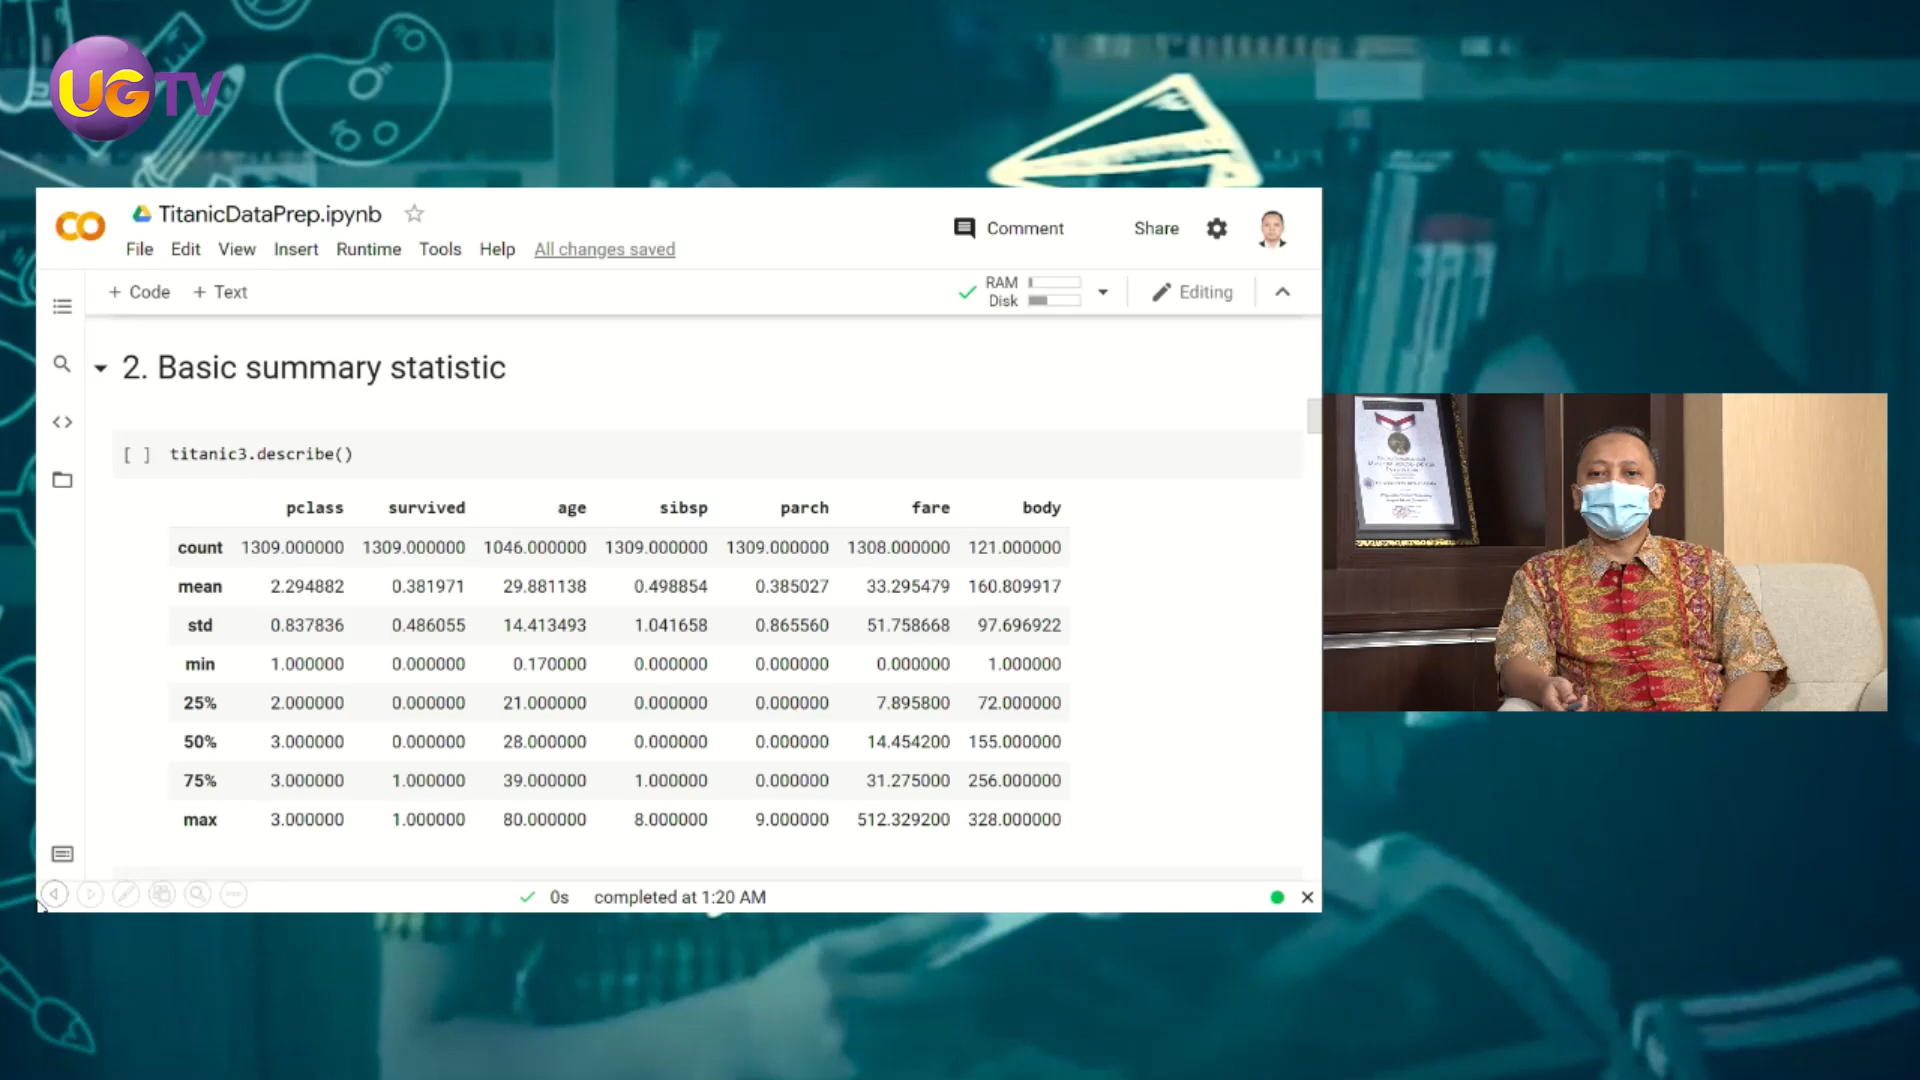 UGTV
TitanicDataPrep.ipynb
Comment
Share
File Edit View Insert Runtime Tools Help All changes saved
+ Code + Text
RAM
Disk
Editing
2. Basic summary statistic
[ ] titanic3.describe()
pclass survived age sibsp parch fare body
count 1309.000000 1309.000000 1046.000000 1309.000000 1309.000000 1308.000000 121.000000
mean 2.294882 0.381971 29.881138 0.498854 0.385027 33.295479 160.809917
std 0.837836 0.486055 14.413493 1.041658 0.865560 51.758668 97.696922
min 1.000000 0.000000 0.170000 0.000000 0.000000 0.000000 1.000000
25% 2.000000 0.000000 21.000000 0.000000 0.000000 7.895800 72.000000
50% 3.000000 0.000000 28.000000 0.000000 0.000000 14.454200 155.000000
75% 3.000000 1.000000 39.000000 1.000000 0.000000 31.275000 256.000000
max 3.000000 1.000000 80.000000 8.000000 9.000000 512.329200 328.000000
0s completed at 1:20 AM